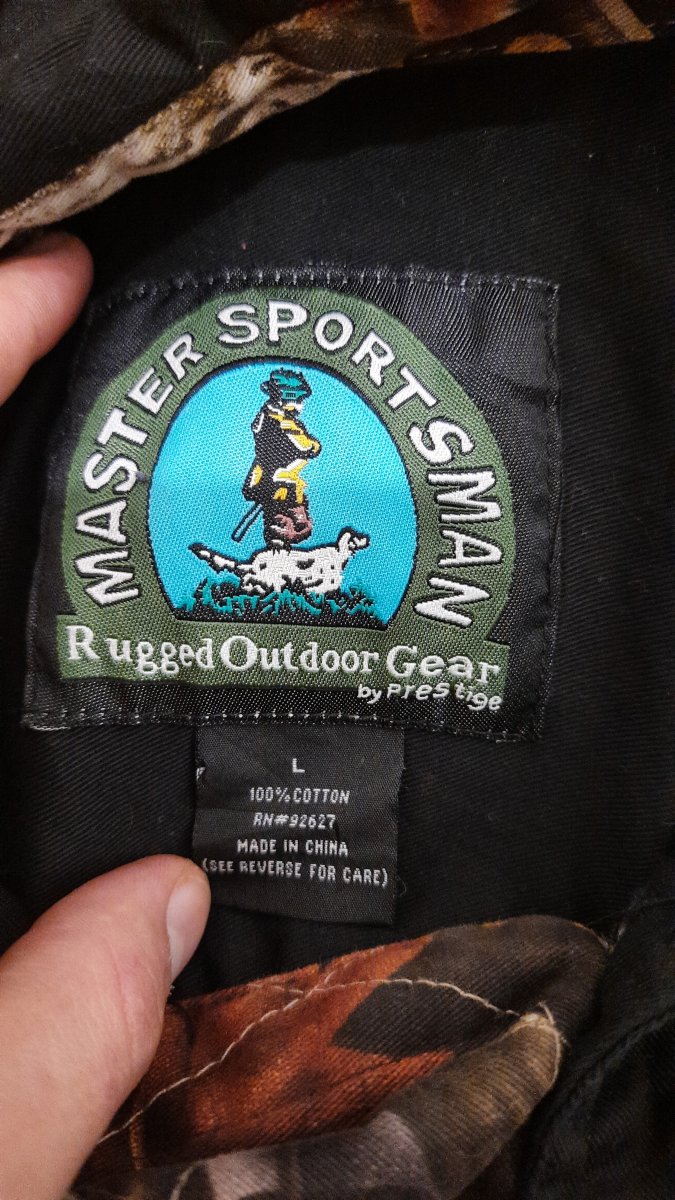 MASTER SPORTSMAN
Rugged Outdoor Gear
by Prestige
L
100% COTTON
RN#92627
MADE IN CHINA
(SEE REVERSE FOR CARE)